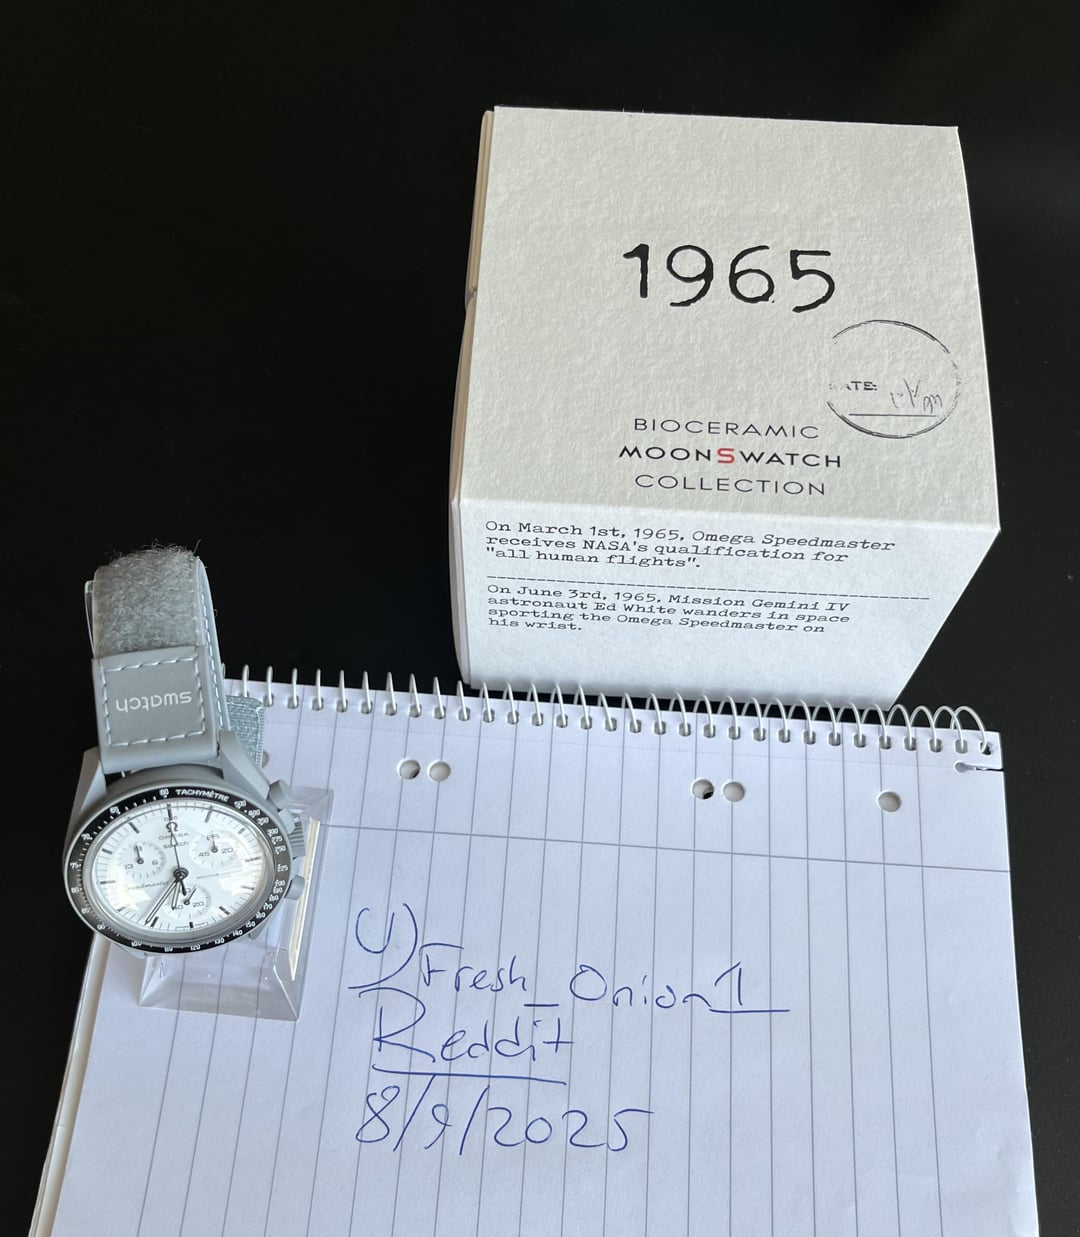 1965
ATE:
BIOCERAMIC
MOONSWATCH
COLLECTION
On March 1st, 1965, Omega Speedmaster
receives NASA's qualification for
"all human flights".
On June 3rd, 1965, Mission Gemini IV
astronaut Ed White wanders in space
sporting the Omega Speedmaster on
his wrist.
swatch
TACHYMÈTRE
Ω
OMEGA
swatch
Speedmaster
Fresh_Onion1
Reddit
8/9/2025